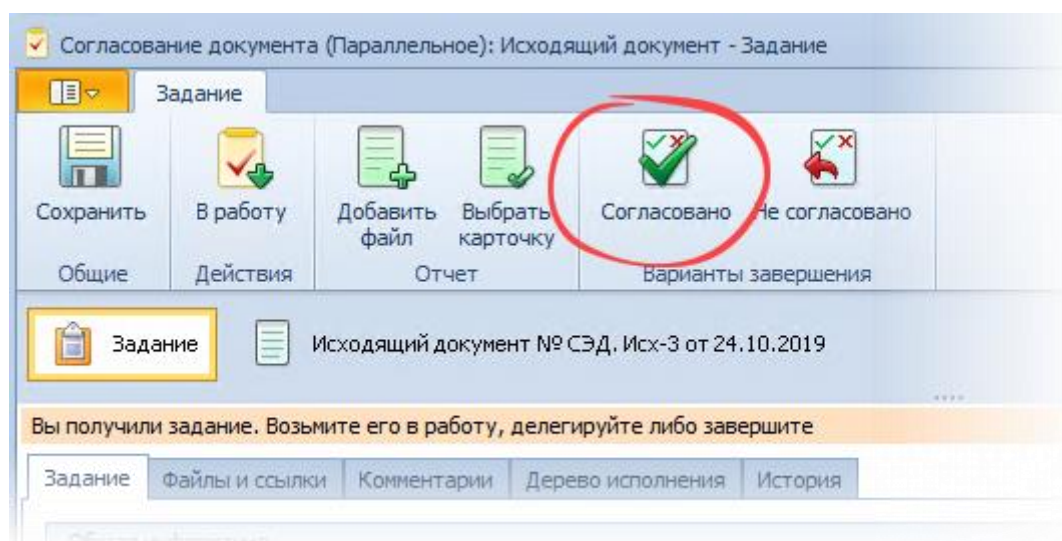 Согласование документа (Параллельное): Исходящий документ - Задание
Задание
Сохранить В работу Добавить файл Выбрать карточку Согласовано Не согласовано
Общие Действия Отчет Варианты завершения
Задание Исходящий документ № СЭД. Исх-3 от 24.10.2019
Вы получили задание. Возьмите его в работу, делегируйте либо завершите
Задание Файлы и ссылки Комментарии Дерево исполнения История